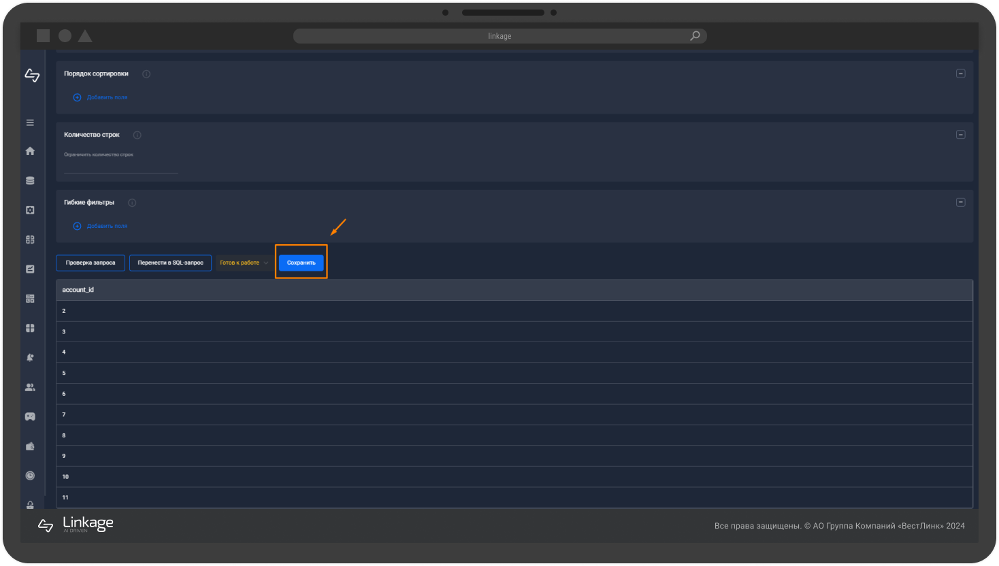 linkage
Порядок сортировки
Добавить поля
Количество строк
Ограничить количество строк
Гибкие фильтры
Добавить поля
Проверка запроса Перенести в SQL-запрос Готов к работе Сохранить
account_id
2
3
4
5
6
7
8
9
10
11
Linkage
AI DRIVEN
Все права защищены. © АО Группа Компаний «ВестЛинк» 2024